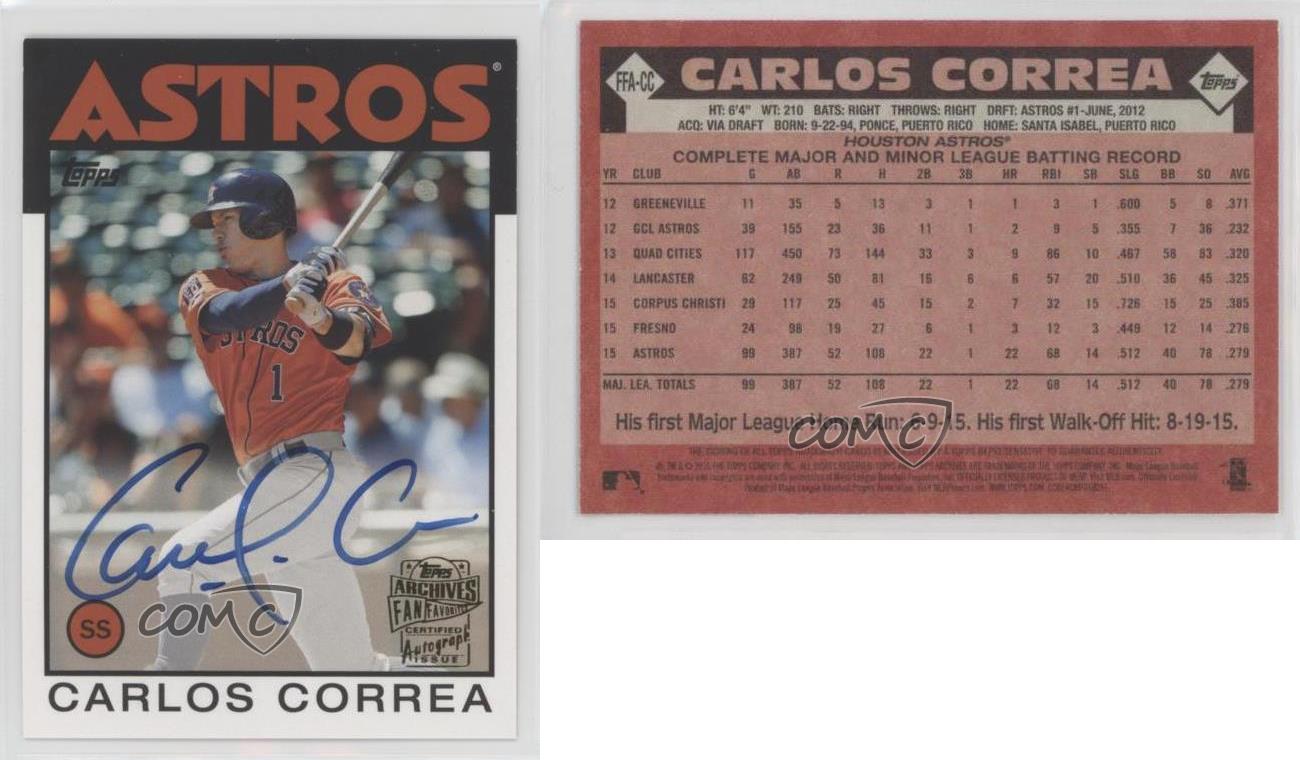 ASTROS®
Topps
STROS
1
SS
COMC
Topps
ARCHIVES
FAN FAVORITES
CERTIFIED
Autograph
ISSUE
CARLOS CORREA
FFA-CC
CARLOS CORREA
Topps
HT: 6'4" WT: 210 BATS: RIGHT THROWS: RIGHT DRFT: ASTROS #1-JUNE, 2012
ACQ: VIA DRAFT BORN: 9-22-94, PONCE, PUERTO RICO HOME: SANTA ISABEL, PUERTO RICO
HOUSTON ASTROS®
COMPLETE MAJOR AND MINOR LEAGUE BATTING RECORD
YR CLUB G AB R H 2B 3B HR RBI SB SLG BB SO AVG
12 GREENEVILLE 11 35 5 13 3 1 1 3 1 .600 5 8 .371
12 GCL ASTROS 39 155 23 36 11 1 2 9 5 .355 7 36 .232
13 QUAD CITIES 117 450 73 144 33 3 9 86 10 .467 58 83 .320
14 LANCASTER 62 249 50 81 16 6 6 57 20 .510 36 45 .325
15 CORPUS CHRISTI 29 117 25 45 15 2 7 32 15 .726 15 25 .385
15 FRESNO 24 98 19 27 6 1 3 12 3 .449 12 14 .276
15 ASTROS 99 387 52 108 22 1 22 68 14 .512 40 78 .279
MAJ. LEA. TOTALS 99 387 52 108 22 1 22 68 14 .512 40 78 .279
His first Major League Home Run: 6-9-15. His first Walk-Off Hit: 8-19-15.
COMC